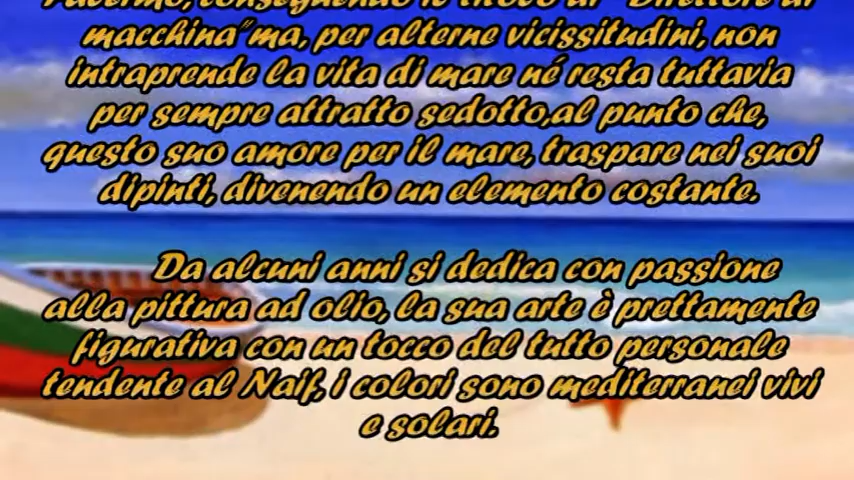 Palermo, conseguendo il titolo di " Direttore di
macchina"ma, per alterne vicissitudini, non
intraprende la vita di mare né resta tuttavia
per sempre attratto sedotto,al punto che,
questo suo amore per il mare, traspare nei suoi
dipinti, divenendo un elemento costante.
Da alcuni anni si dedica con passione
alla pittura ad olio, la sua arte è prettamente
figurativa con un tocco del tutto personale
tendente al Naif, i colori sono mediterranei vivi
e solari.